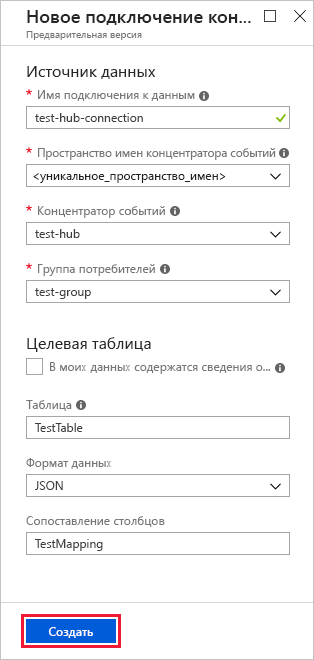 Новое подключение кон...
Предварительная версия
Источник данных
* Имя подключения к данным
test-hub-connection
* Пространство имен концентратора событий
<уникальное_пространство_имен>
* Концентратор событий
test-hub
* Группа потребителей
test-group
Целевая таблица
В моих данных содержатся сведения о...
Таблица
TestTable
Формат данных
JSON
Сопоставление столбцов
TestMapping
Создать